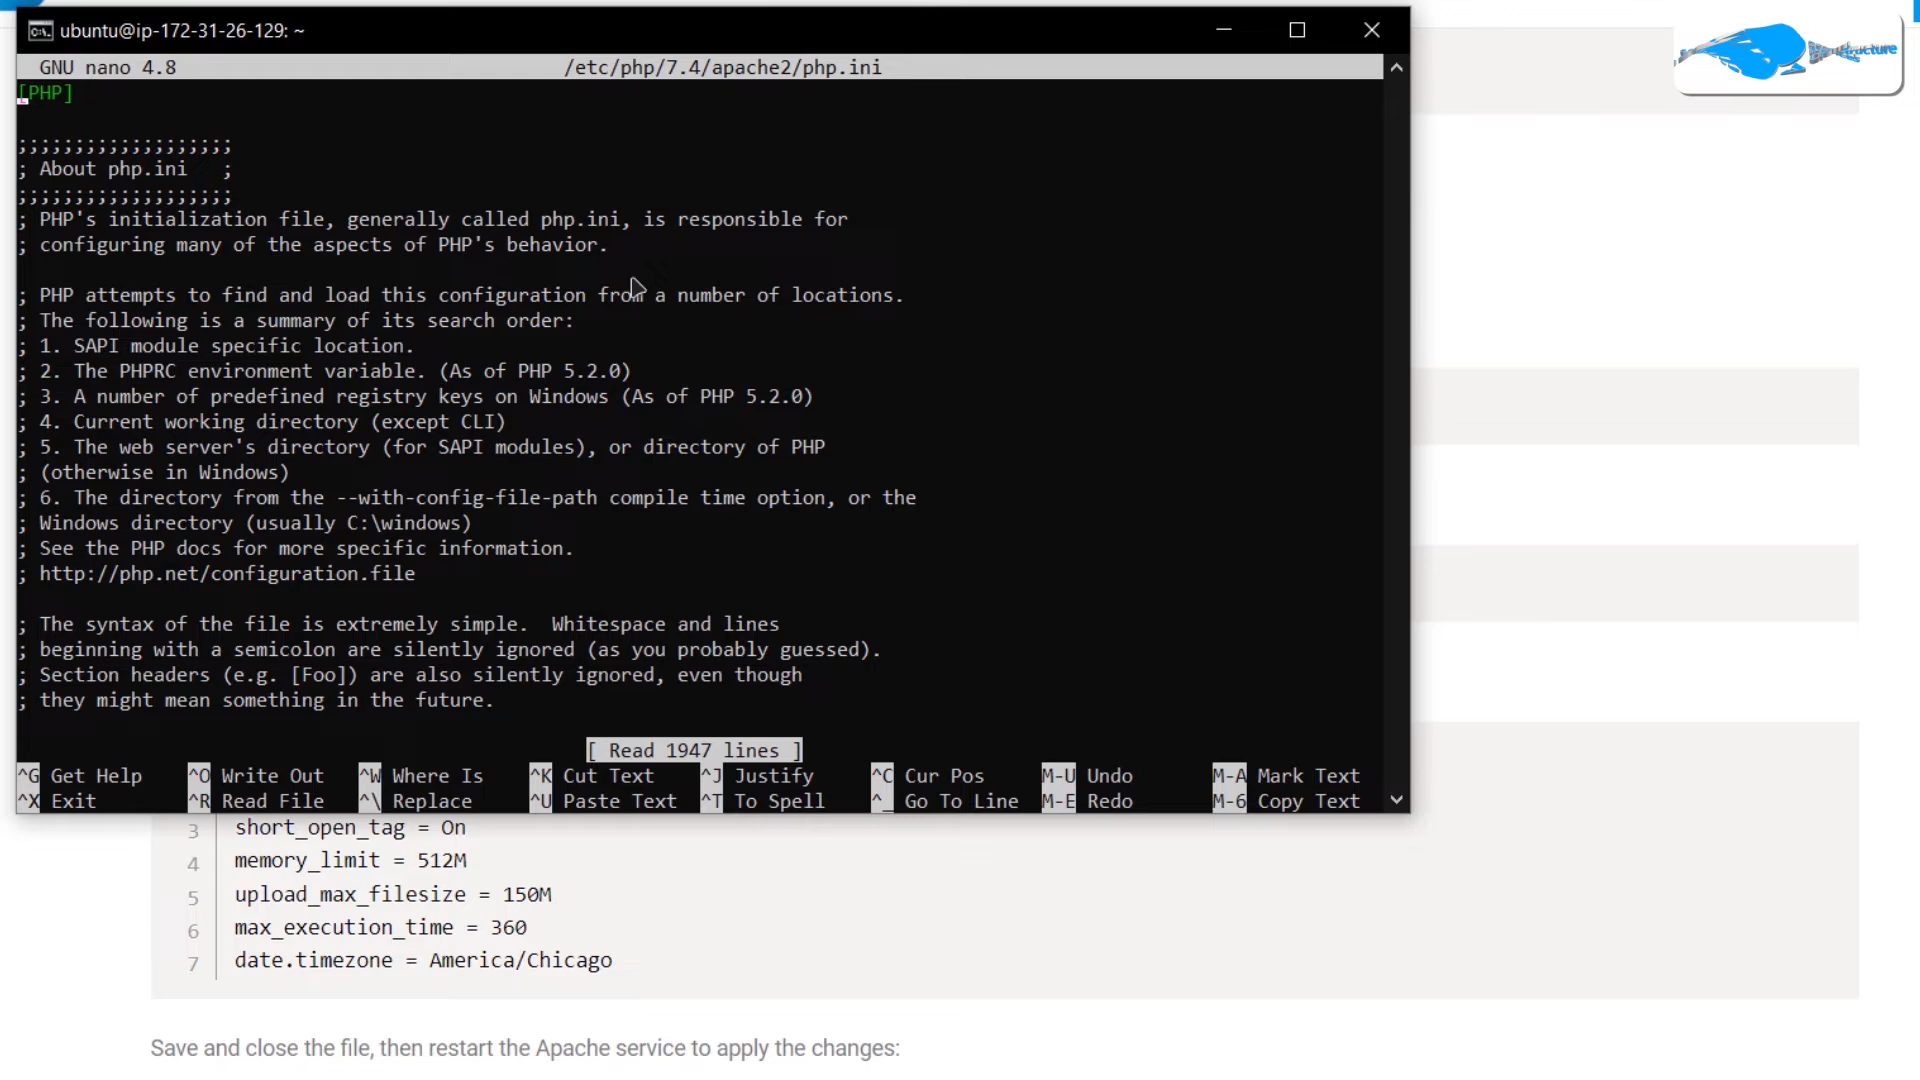 ubuntu@ip-172-31-26-129: ~
GNU nano 4.8 /etc/php/7.4/apache2/php.ini
[PHP]
;;;;;;;;;;;;;;;;;;;
; About php.ini   ;
;;;;;;;;;;;;;;;;;;;
; PHP's initialization file, generally called php.ini, is responsible for
; configuring many of the aspects of PHP's behavior.
; PHP attempts to find and load this configuration from a number of locations.
; The following is a summary of its search order:
; 1. SAPI module specific location.
; 2. The PHPRC environment variable. (As of PHP 5.2.0)
; 3. A number of predefined registry keys on Windows (As of PHP 5.2.0)
; 4. Current working directory (except CLI)
; 5. The web server's directory (for SAPI modules), or directory of PHP
; (otherwise in Windows)
; 6. The directory from the --with-config-file-path compile time option, or the
; Windows directory (usually C:\windows)
; See the PHP docs for more specific information.
; http://php.net/configuration.file
; The syntax of the file is extremely simple.  Whitespace and lines
; beginning with a semicolon are silently ignored (as you probably guessed).
; Section headers (e.g. [Foo]) are also silently ignored, even though
; they might mean something in the future.
[ Read 1947 lines ]
^G Get Help ^O Write Out ^W Where Is ^K Cut Text ^J Justify ^C Cur Pos M-U Undo M-A Mark Text
^X Exit ^R Read File ^\ Replace ^U Paste Text ^T To Spell ^_ Go To Line M-E Redo M-6 Copy Text
3 short_open_tag = On
4 memory_limit = 512M
5 upload_max_filesize = 150M
6 max_execution_time = 360
7 date.timezone = America/Chicago
Save and close the file, then restart the Apache service to apply the changes: